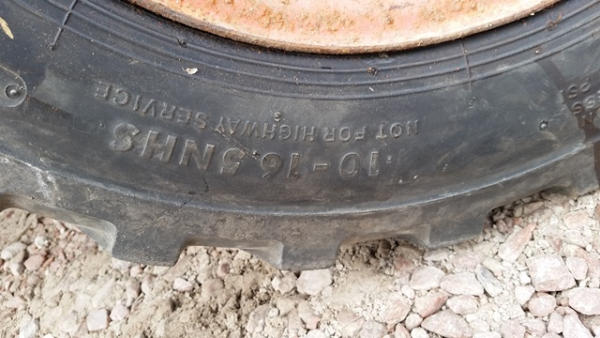 10-16.5NHS
NOT FOR HIGHWAY SERVICE